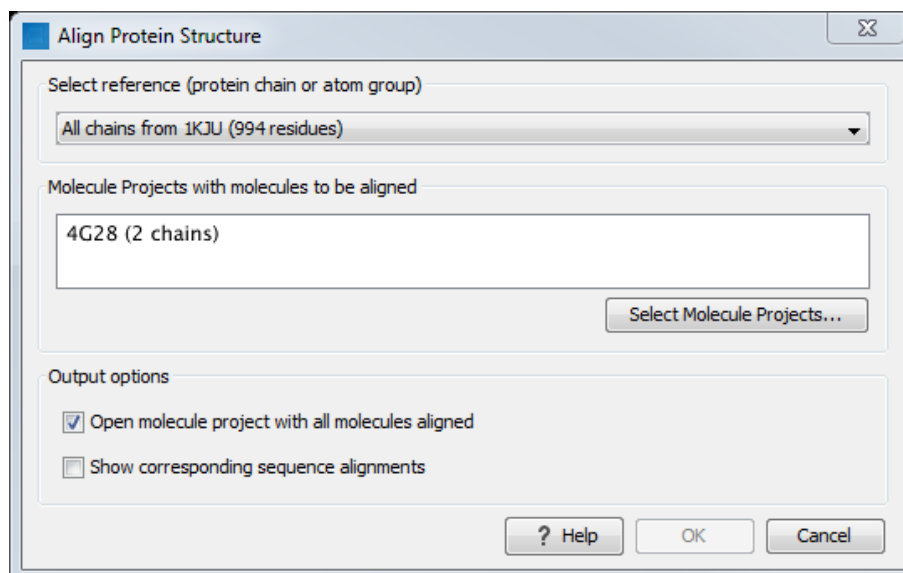 Align Protein Structure
Select reference (protein chain or atom group)
All chains from 1KJU (994 residues)
Molecule Projects with molecules to be aligned
4G28 (2 chains)
Select Molecule Projects...
Output options
Open molecule project with all molecules aligned
Show corresponding sequence alignments
? Help OK Cancel